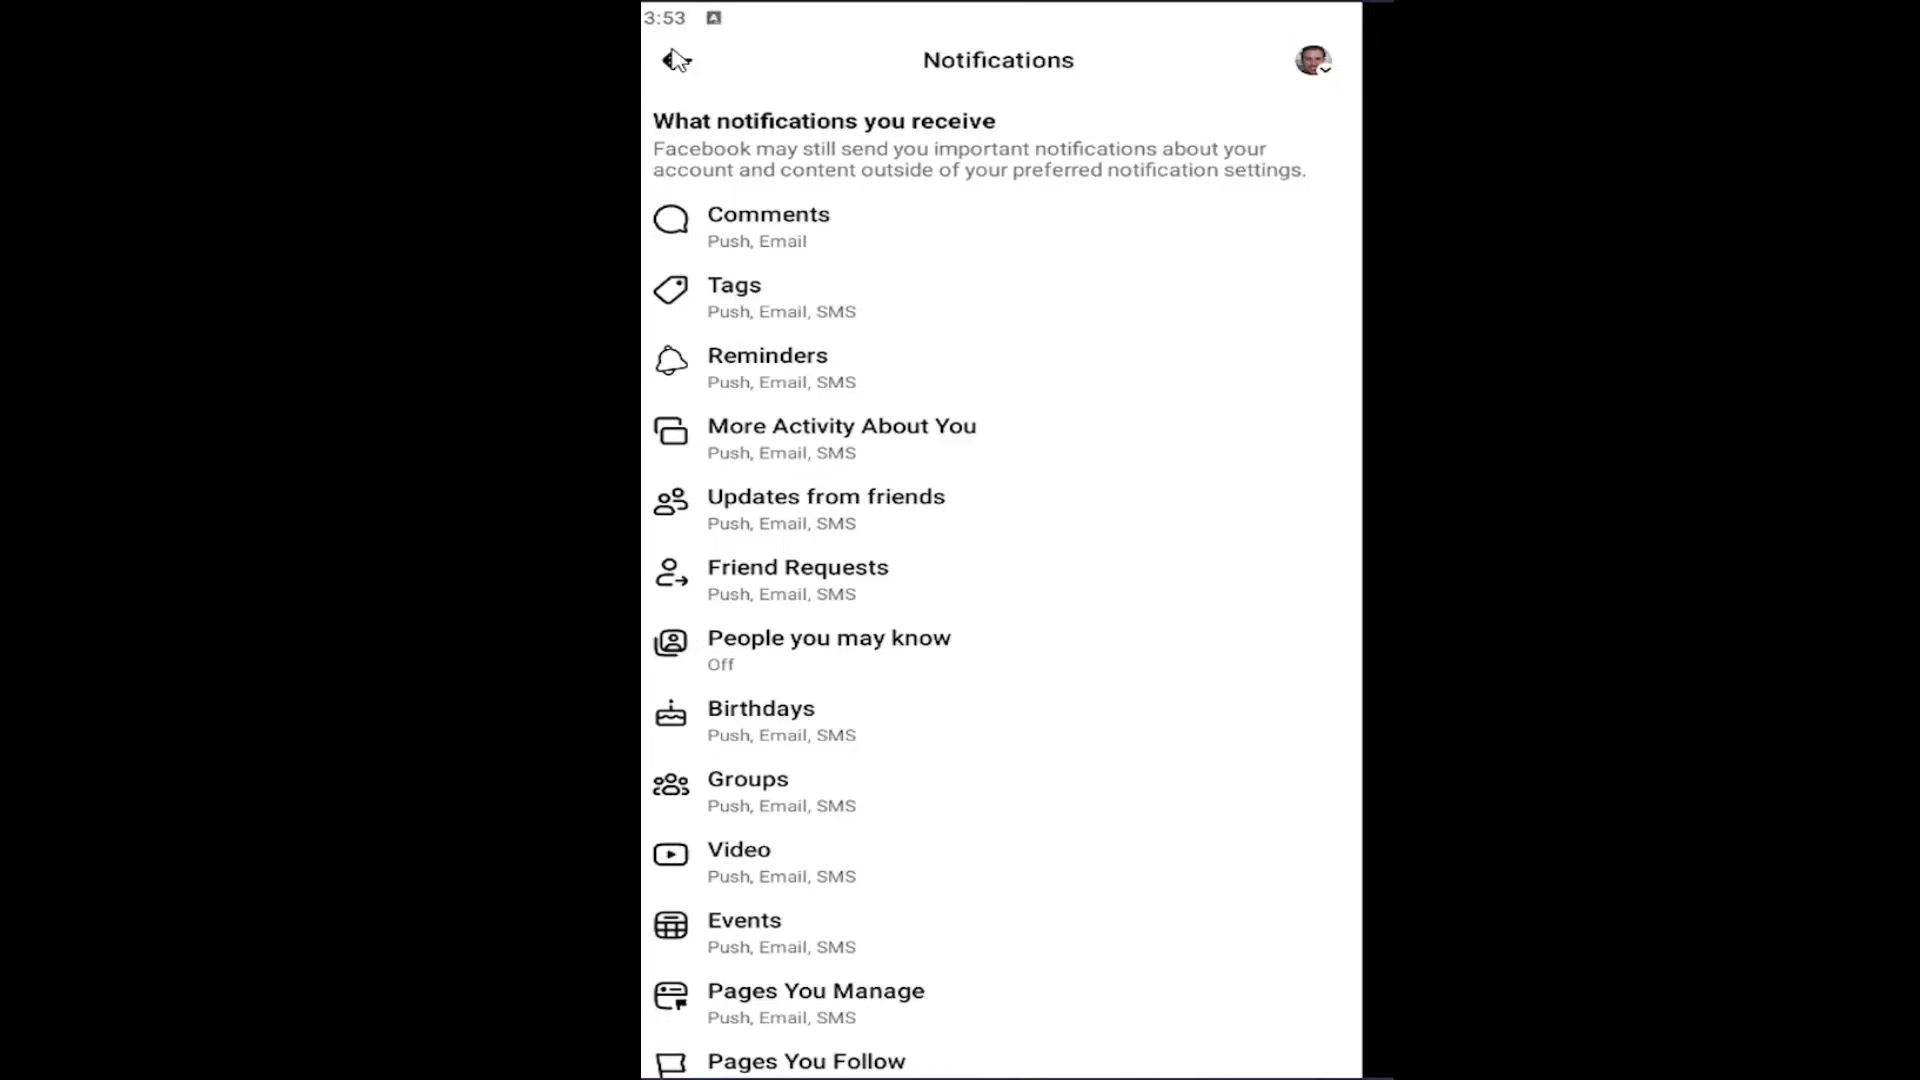 3:53
Notifications
What notifications you receive
Facebook may still send you important notifications about your
account and content outside of your preferred notification settings.
Comments
Push, Email
Tags
Push, Email, SMS
Reminders
Push, Email, SMS
More Activity About You
Push, Email, SMS
Updates from friends
Push, Email, SMS
Friend Requests
Push, Email, SMS
People you may know
Off
Birthdays
Push, Email, SMS
Groups
Push, Email, SMS
Video
Push, Email, SMS
Events
Push, Email, SMS
Pages You Manage
Push, Email, SMS
Pages You Follow